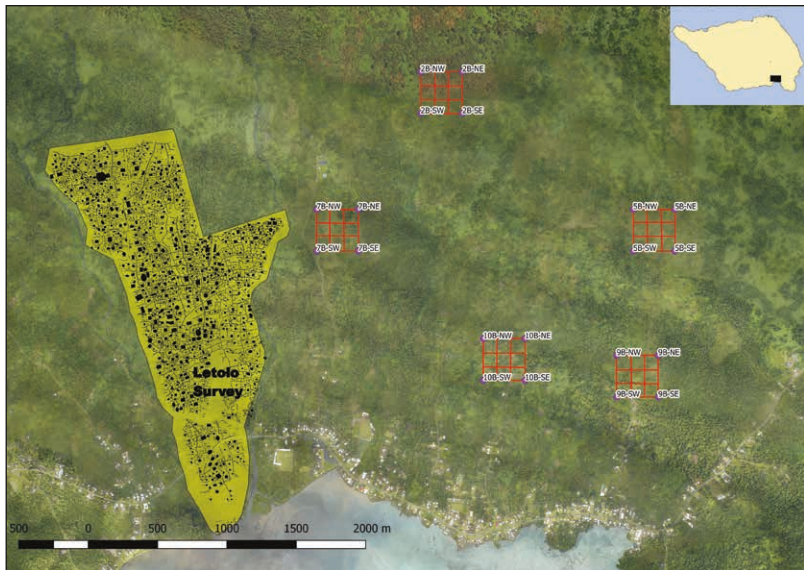 2B-NW 2B-NE
2B-SW 2B-SE
7B-NW 7B-NE
7B-SW 7B-SE
5B-NW 5B-NE
5B-SW 5B-SE
10B-NW 10B-NE
10B-SW 10B-SE
9B-NW 9B-NE
9B-SW 9B-SE
Letolo
Survey
500 0 500 1000 1500 2000 m